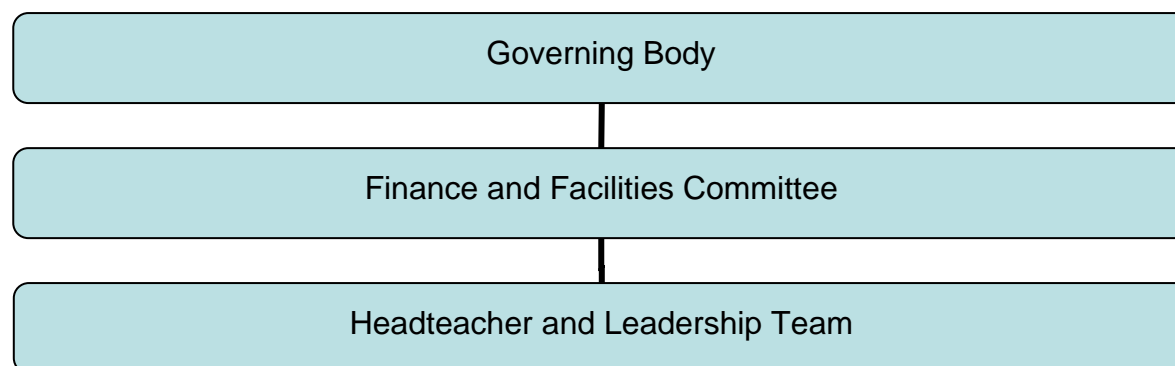 Governing Body
Finance and Facilities Committee
Headteacher and Leadership Team